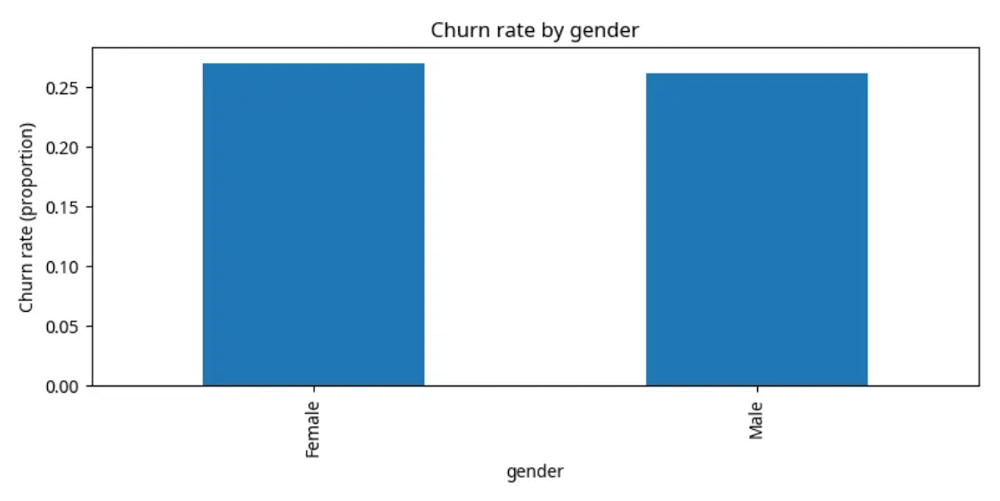 Churn rate by gender
Churn rate (proportion)
0.25
0.20
0.15
0.10
0.05
0.00
Female
Male
gender